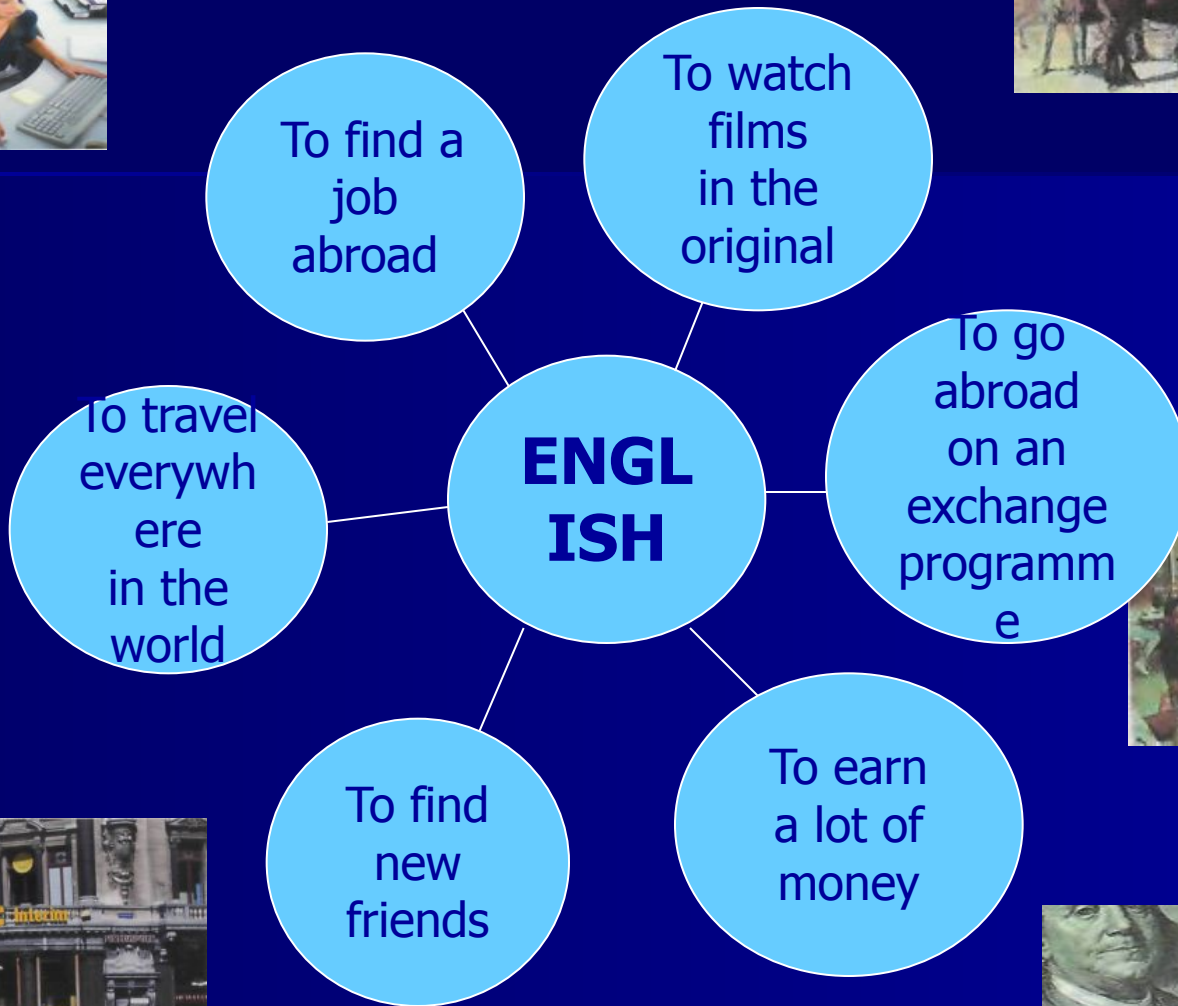 To find a
job
abroad
To watch
films
in the
original
To go
abroad
on an
exchange
programm
e
To travel
everywh
ere
in the
world
ENGL
ISH
To find
new
friends
To earn
a lot of
money
Interior